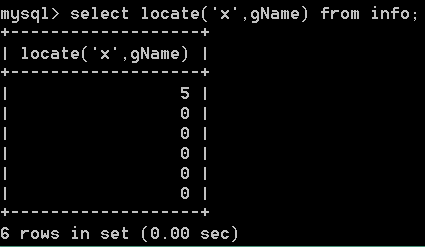 mysql> select locate('x',gName) from info;
+-------------------+
| locate('x',gName) |
+-------------------+
|                 5 |
|                 0 |
|                 0 |
|                 0 |
|                 0 |
|                 0 |
+-------------------+
6 rows in set (0.00 sec)